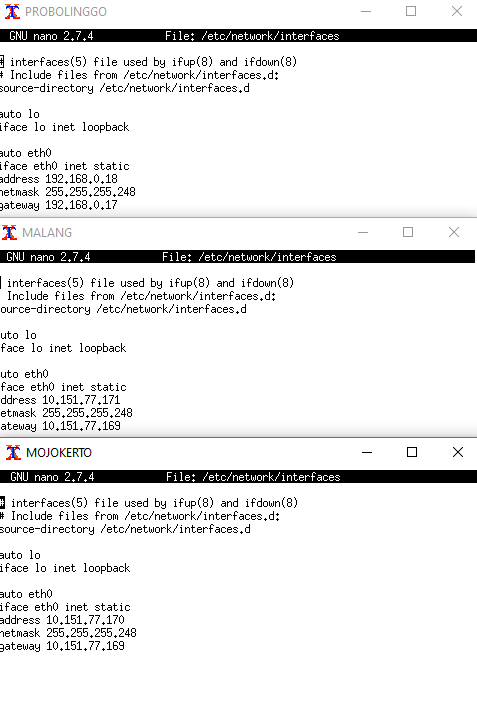 PROBOLINGGO
GNU nano 2.7.4 File: /etc/network/interfaces
# interfaces(5) file used by ifup(8) and ifdown(8)
# Include files from /etc/network/interfaces.d:
source-directory /etc/network/interfaces.d
auto lo
iface lo inet loopback
auto eth0
iface eth0 inet static
address 192.168.0.18
netmask 255.255.255.248
gateway 192.168.0.17
MALANG
GNU nano 2.7.4 File: /etc/network/interfaces
interfaces(5) file used by ifup(8) and ifdown(8)
Include files from /etc/network/interfaces.d:
ource-directory /etc/network/interfaces.d
uto lo
face lo inet loopback
uto eth0
face eth0 inet static
ddress 10.151.77.171
etmask 255.255.255.248
ateway 10.151.77.169
MOJOKERTO
GNU nano 2.7.4 File: /etc/network/interfaces
# interfaces(5) file used by ifup(8) and ifdown(8)
# Include files from /etc/network/interfaces.d:
source-directory /etc/network/interfaces.d
auto lo
iface lo inet loopback
auto eth0
iface eth0 inet static
address 10.151.77.170
netmask 255.255.255.248
gateway 10.151.77.169